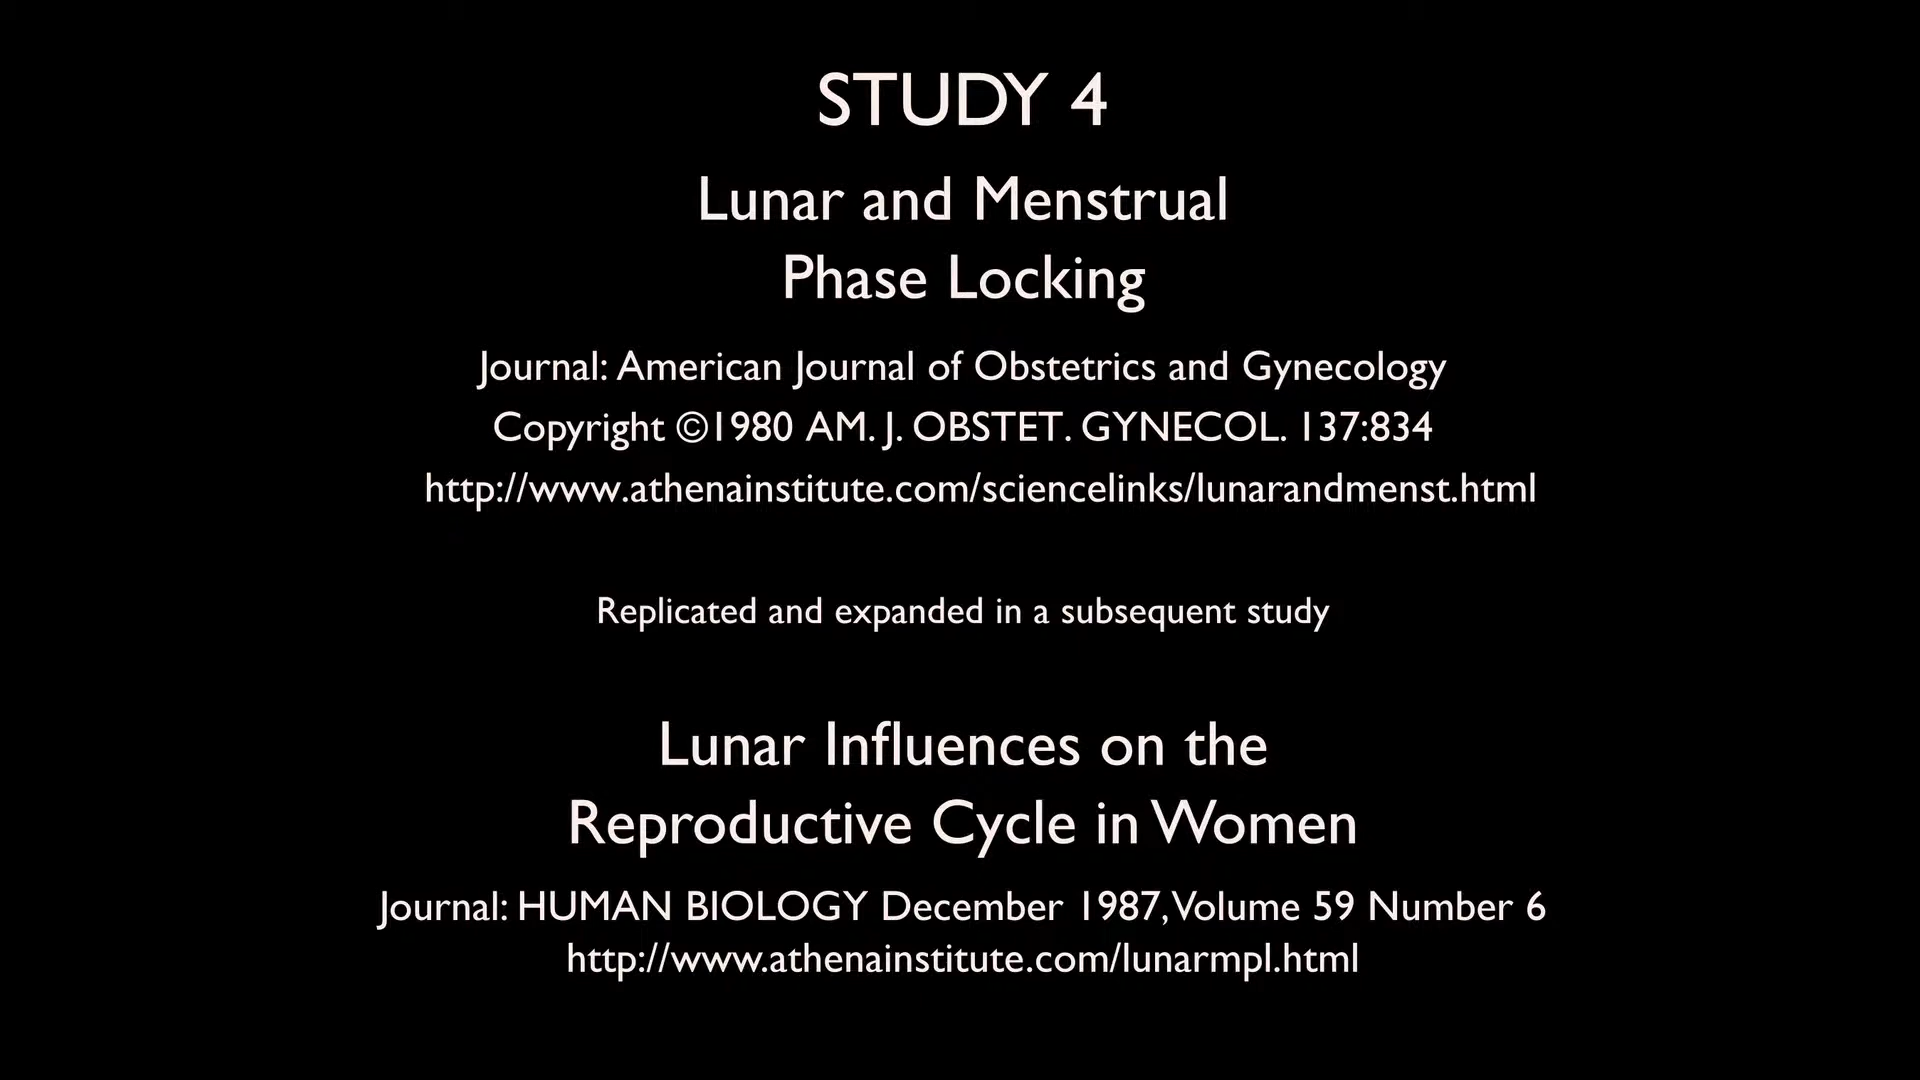 STUDY 4
Lunar and Menstrual
Phase Locking
Journal: American Journal of Obstetrics and Gynecology
Copyright ©1980 AM. J. OBSTET. GYNECOL. 137:834
http://www.athenainstitute.com/sciencelinks/lunarandmenst.html
Replicated and expanded in a subsequent study
Lunar Influences on the
Reproductive Cycle in Women
Journal: HUMAN BIOLOGY December 1987, Volume 59 Number 6
http://www.athenainstitute.com/lunarmpl.html